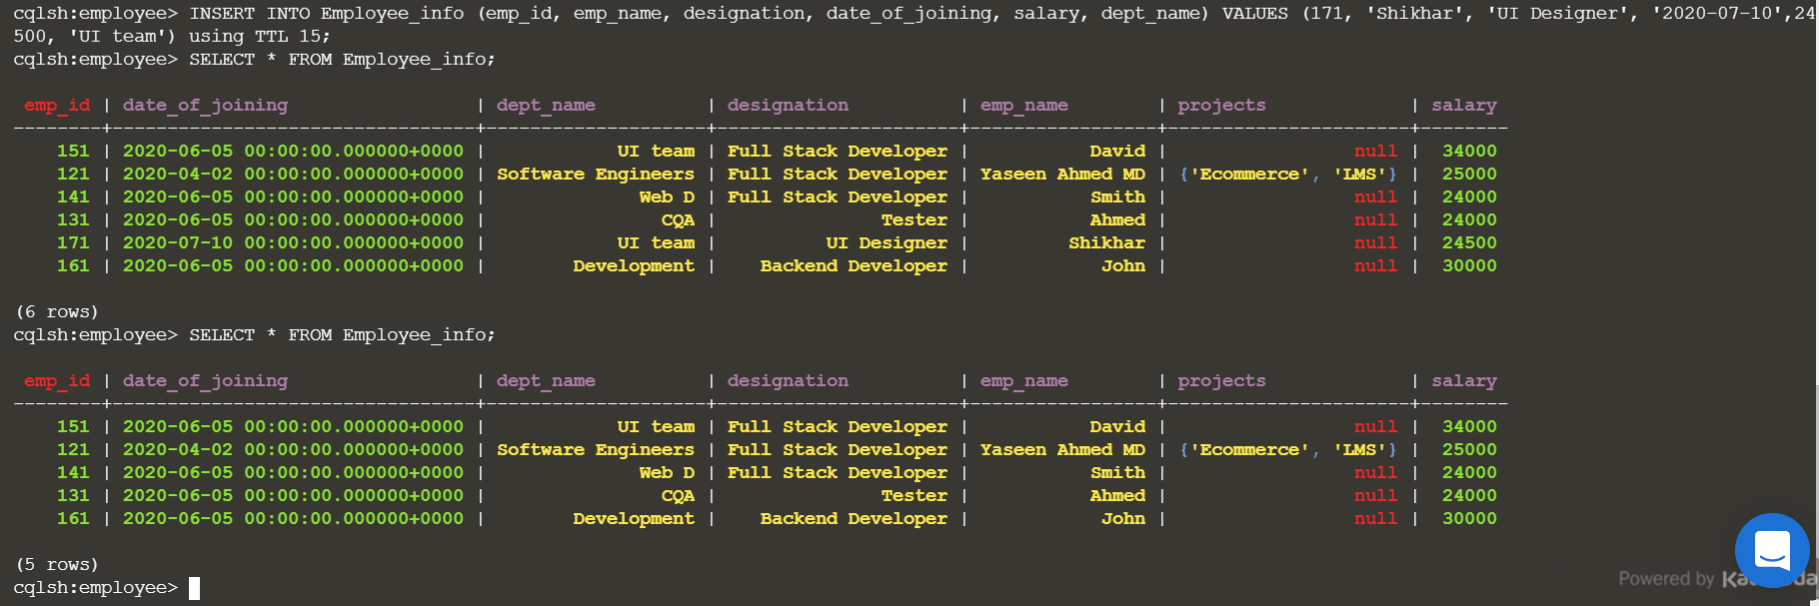 cqlsh:employee> INSERT INTO Employee_info (emp_id, emp_name, designation, date_of_joining, salary, dept_name) VALUES (171, 'Shikhar', 'UI Designer', '2020-07-10',24
500, 'UI team') using TTL 15;
cqlsh:employee> SELECT * FROM Employee_info;
emp_id | date_of_joining | dept_name | designation | emp_name | projects | salary
--------+---------------------------------+--------------------+----------------------+----------------+----------------------+--------
151 | 2020-06-05 00:00:00.000000+0000 | UI team | Full Stack Developer | David | null | 34000
121 | 2020-04-02 00:00:00.000000+0000 | Software Engineers | Full Stack Developer | Yaseen Ahmed MD | {'Ecommerce', 'LMS'} | 25000
141 | 2020-06-05 00:00:00.000000+0000 | Web D | Full Stack Developer | Smith | null | 24000
131 | 2020-06-05 00:00:00.000000+0000 | CQA | Tester | Ahmed | null | 24000
171 | 2020-07-10 00:00:00.000000+0000 | UI team | UI Designer | Shikhar | null | 24500
161 | 2020-06-05 00:00:00.000000+0000 | Development | Backend Developer | John | null | 30000
(6 rows)
cqlsh:employee> SELECT * FROM Employee_info;
emp_id | date_of_joining | dept_name | designation | emp_name | projects | salary
--------+---------------------------------+--------------------+----------------------+----------------+----------------------+--------
151 | 2020-06-05 00:00:00.000000+0000 | UI team | Full Stack Developer | David | null | 34000
121 | 2020-04-02 00:00:00.000000+0000 | Software Engineers | Full Stack Developer | Yaseen Ahmed MD | {'Ecommerce', 'LMS'} | 25000
141 | 2020-06-05 00:00:00.000000+0000 | Web D | Full Stack Developer | Smith | null | 24000
131 | 2020-06-05 00:00:00.000000+0000 | CQA | Tester | Ahmed | null | 24000
161 | 2020-06-05 00:00:00.000000+0000 | Development | Backend Developer | John | null | 30000
(5 rows)
cqlsh:employee>
Powered by